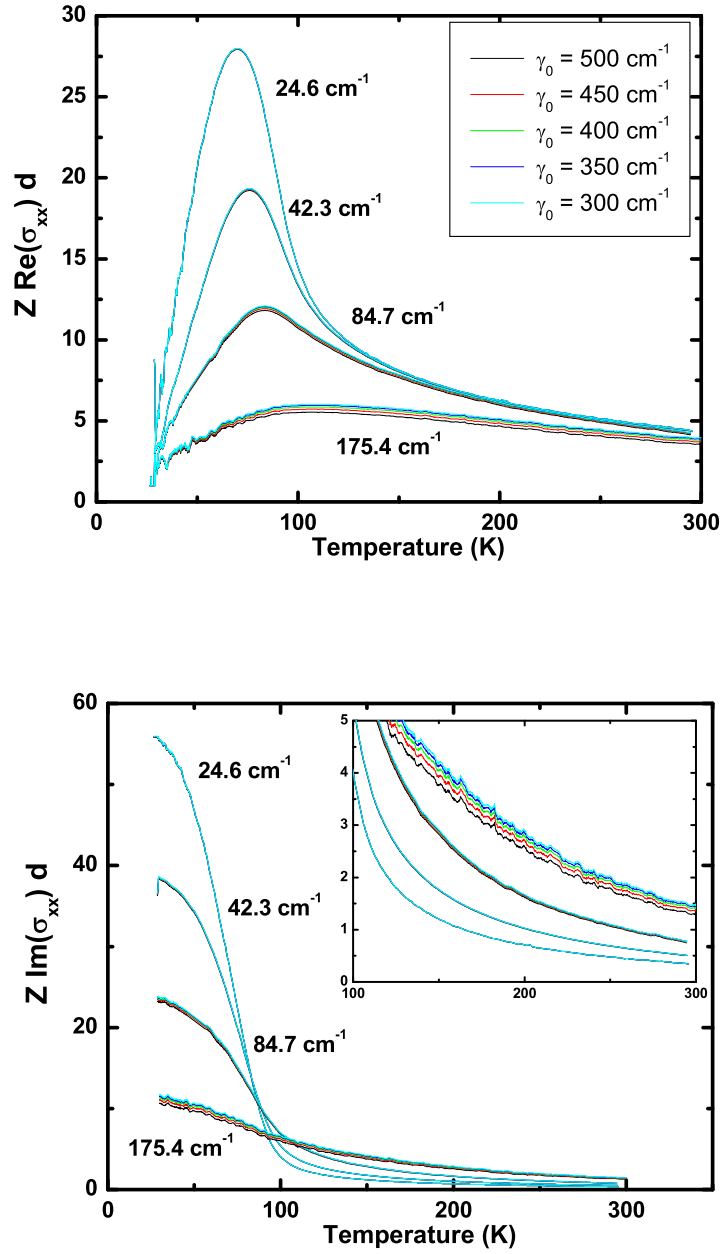 30
25
20
15
10
5
0
Z Re(σxx) d
24.6 cm-1
42.3 cm-1
84.7 cm-1
175.4 cm-1
γ0 = 500 cm-1
γ0 = 450 cm-1
γ0 = 400 cm-1
γ0 = 350 cm-1
γ0 = 300 cm-1
0 100 200 300
Temperature (K)
60
40
20
0
Z Im(σxx) d
24.6 cm-1
42.3 cm-1
84.7 cm-1
175.4 cm-1
5
4
3
2
1
0
100 200 300
0 100 200 300
Temperature (K)